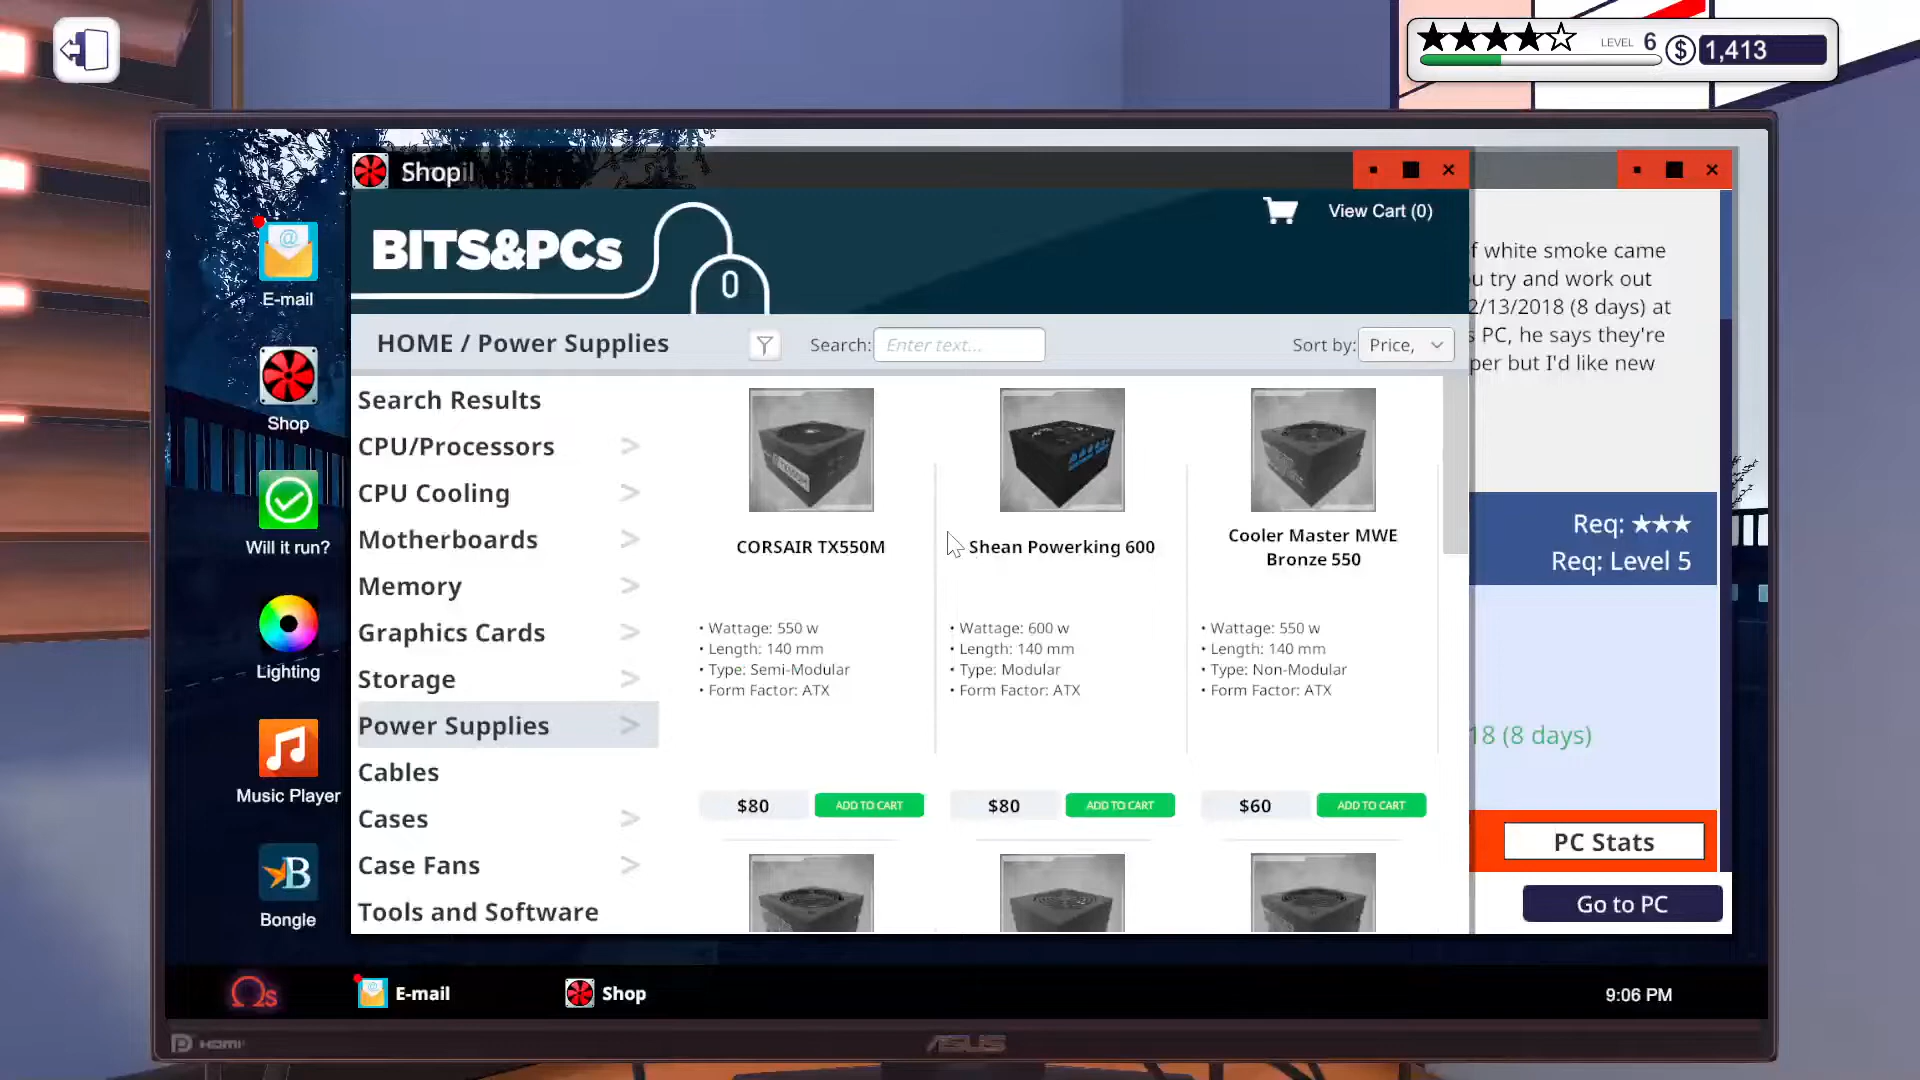 LEVEL 6
$ 1,413
Shop
BITS&PCs
View Cart (0)
HOME / Power Supplies
Search: Enter text...
Sort by: Price,
Search Results
CPU/Processors >
CPU Cooling >
Motherboards >
Memory >
Graphics Cards >
Storage >
Power Supplies >
Cables
Cases >
Case Fans >
Tools and Software
CORSAIR TX550M
• Wattage: 550 w
• Length: 140 mm
• Type: Semi-Modular
• Form Factor: ATX
$80 ADD TO CART
Shean Powerking 600
• Wattage: 600 w
• Length: 140 mm
• Type: Modular
• Form Factor: ATX
$80 ADD TO CART
Cooler Master MWE
Bronze 550
• Wattage: 550 w
• Length: 140 mm
• Type: Non-Modular
• Form Factor: ATX
$60 ADD TO CART
f white smoke came
u try and work out
2/13/2018 (8 days) at
s PC, he says they're
per but I'd like new
Req: ★★★
Req: Level 5
18 (8 days)
PC Stats
Go to PC
E-mail
Shop
Will it run?
Lighting
Music Player
B
Bongle
Ωs
E-mail
Shop
9:06 PM
HDMI
ASUS